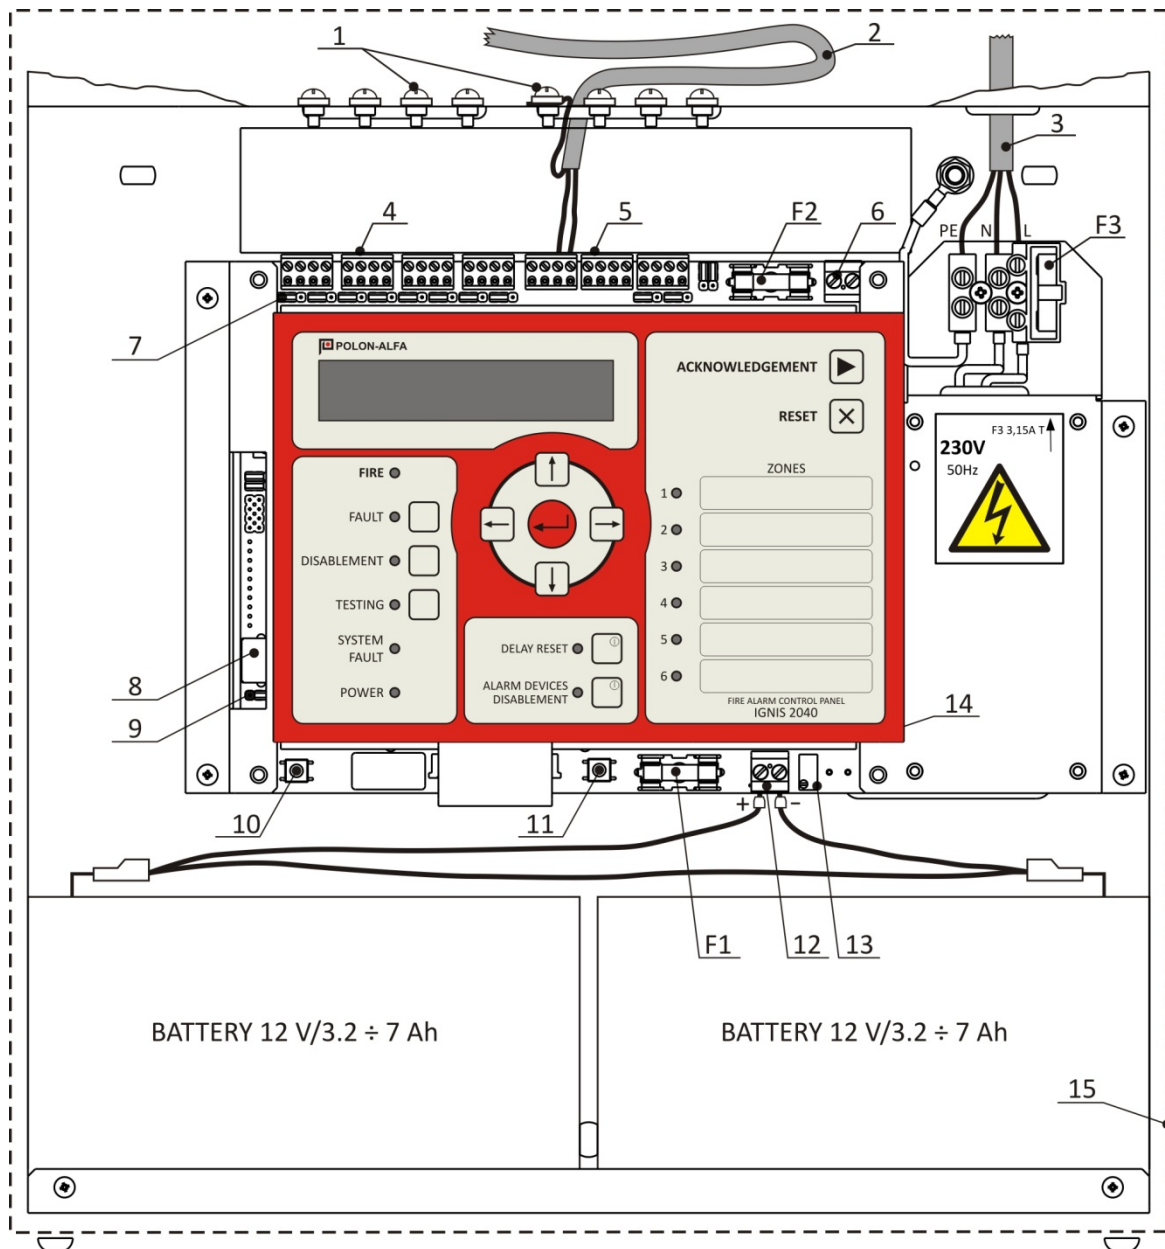 1
2
3
4
5
F2
6
PE
N
L
F3
7
POLON-ALFA
ACKNOWLEDGEMENT
RESET
FIRE
FAULT
DISABLEMENT
TESTING
SYSTEM
FAULT
POWER
DELAY RESET
ALARM DEVICES
DISABLEMENT
ZONES
1
2
3
4
5
6
FIRE ALARM CONTROL PANEL
IGNIS 2040
F3 3,15A T
230V
50Hz
8
9
14
10
11
+
-
F1
12
13
BATTERY 12 V/3.2 ÷ 7 Ah
BATTERY 12 V/3.2 ÷ 7 Ah
15